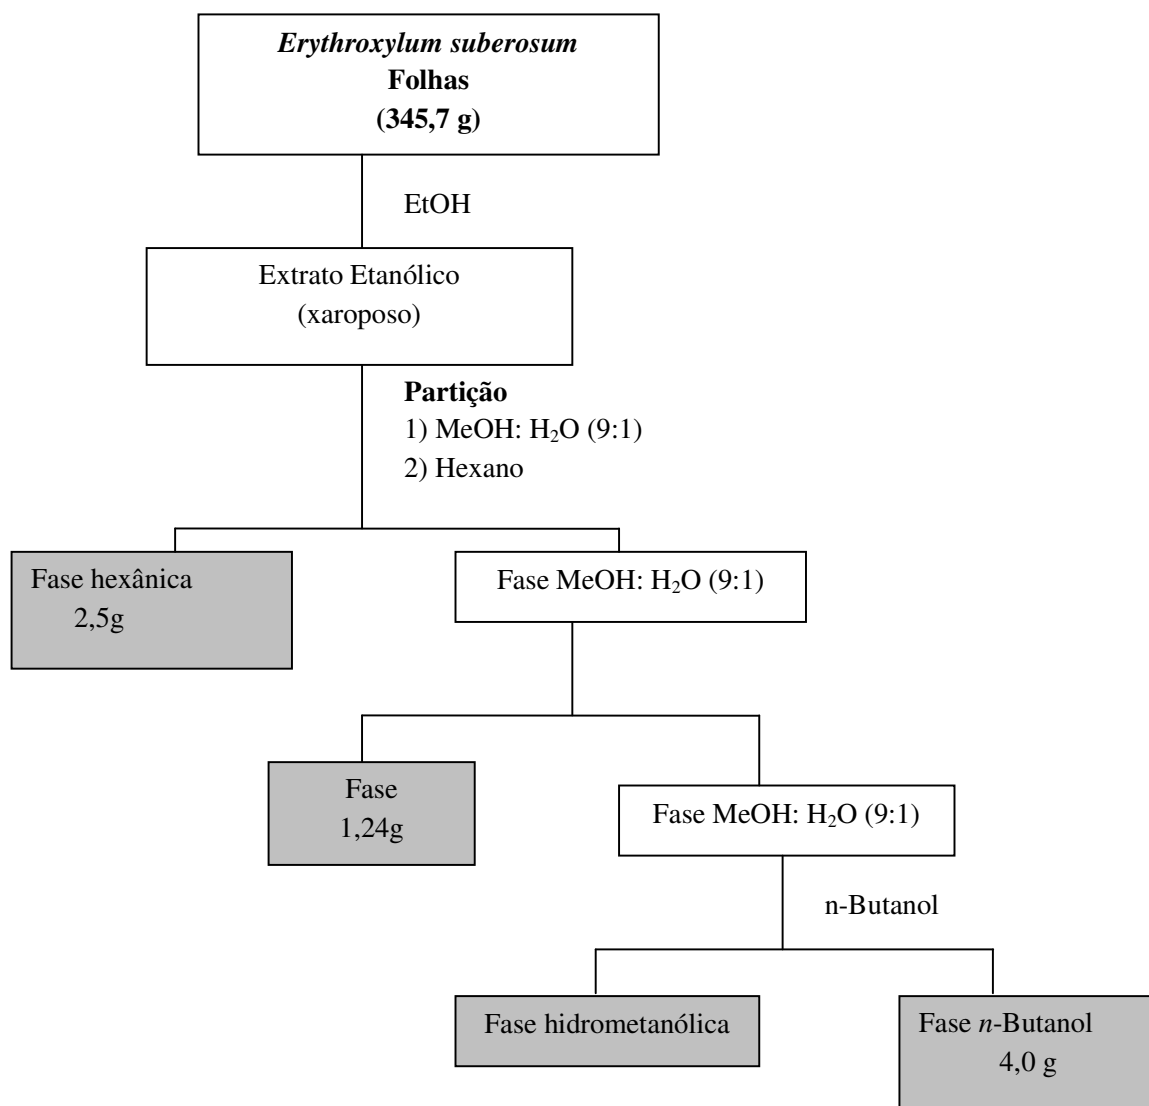 Erythroxylum suberosum
Folhas
(345,7 g)
EtOH
Extrato Etanólico
(xaroposo)
Partição
1) MeOH: H₂O (9:1)
2) Hexano
Fase hexânica
2,5g
Fase MeOH: H₂O (9:1)
Fase
1,24g
Fase MeOH: H₂O (9:1)
n-Butanol
Fase hidrometanólica
Fase n-Butanol
4,0 g